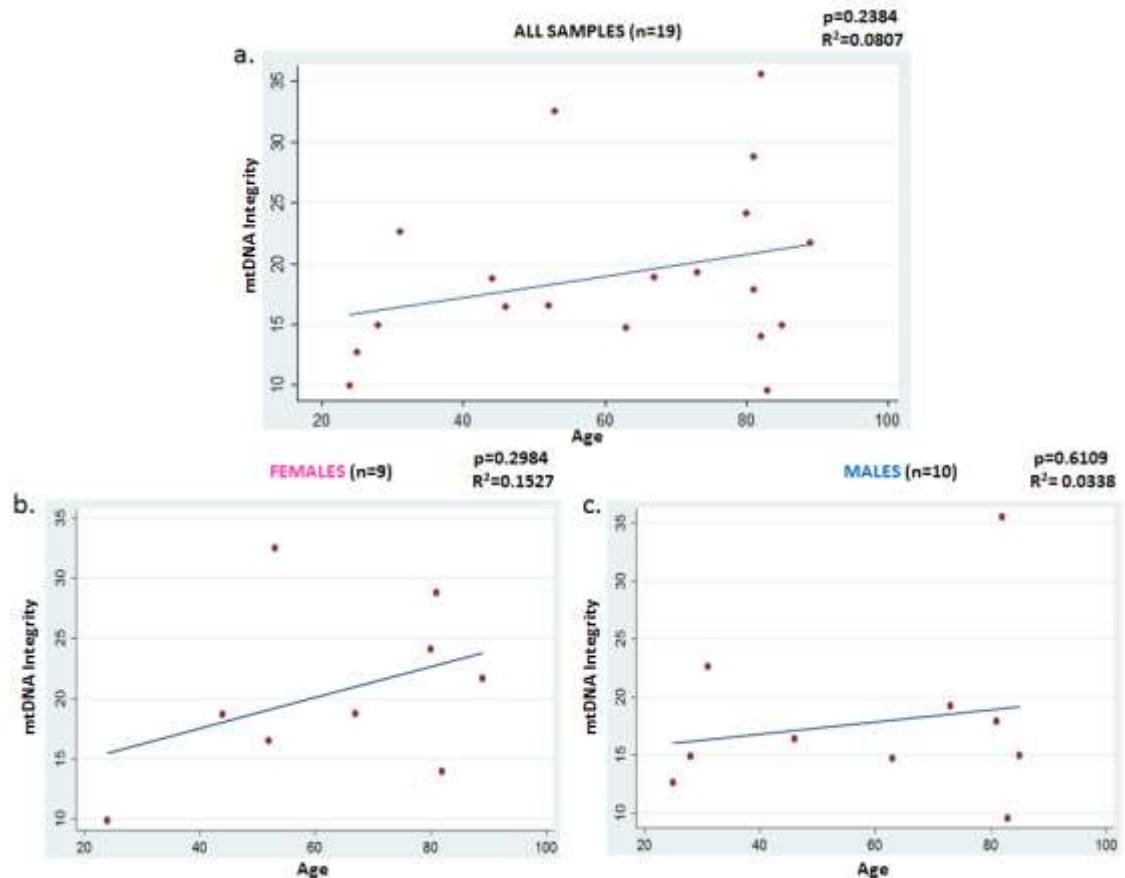 ALL SAMPLES (n=19)
p=0.2384
R²=0.0807
a.
mtDNA Integrity
35
30
25
20
15
10
20 40 60 80 100
Age
FEMALES (n=9)
p=0.2984
R²=0.1527
b.
mtDNA Integrity
35
30
25
20
15
10
20 40 60 80 100
Age
MALES (n=10)
p=0.6109
R²= 0.0338
c.
mtDNA Integrity
35
30
25
20
15
10
20 40 60 80 100
Age